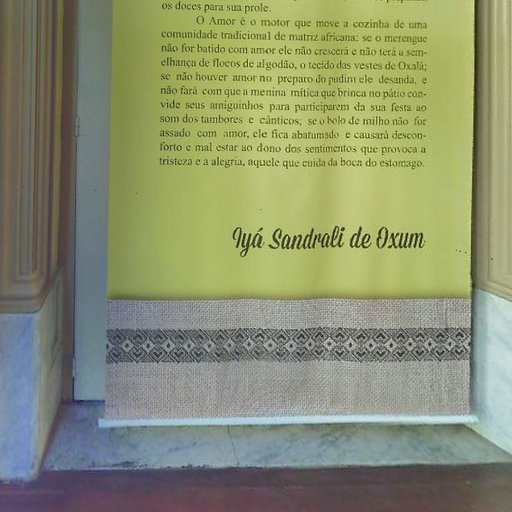 os doces para sua prole.
O Amor é o motor que move a cozinha de uma
comunidade tradicional de matriz africana: se o merengue
não for batido com amor ele não crescerá e não terá a sem-
elhança de flocos de algodão, o tecido das vestes de Oxalá;
se não houver amor no preparo do pudim ele desanda, e
não fará com que a menina mítica que brinca no pátio con-
vide seus amiguinhos para participarem da sua festa ao
som dos tambores e cânticos; se o bolo de milho não for
assado com amor, ele fica abatumado e causará descon-
forto e mal estar ao dono dos sentimentos que provoca a
tristeza e a alegria, aquele que cuida da boca do estomago.
Iyá Sandrali de Oxum